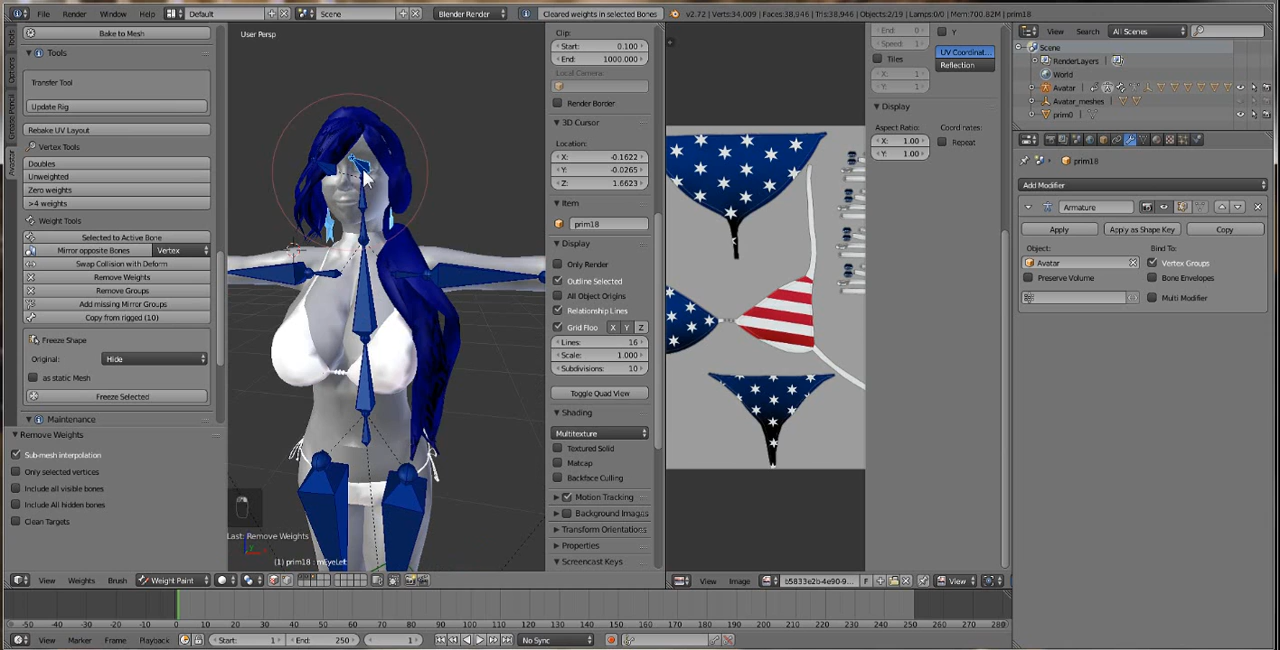 File Render Window Help Default Scene Blender Render Cleared weights in selected Bones v2.72 | Verts:34,009 | Faces:38,946 | Tris:38,946 | Objects:2/19 | Lamps:0/0 | Mem:700.82M | prim18
Tools
Options
Grease Pencil
Avastar
Bake to Mesh
Tools
Transfer Tool
Update Rig
Rebake UV Layout
Vertex Tools
Doubles
Unweighted
Zero weights
>4 weights
Weight Tools
Selected to Active Bone
Mirror opposite Bones Vertex
Swap Collision with Deform
Remove Weights
Remove Groups
Add missing Mirror Groups
Copy from rigged (10)
Freeze Shape
Original: Hide
as static Mesh
Freeze Selected
Maintenance
Remove Weights
Sub-mesh interpolation
Only selected vertices
Include all visible bones
Include All hidden bones
Clean Targets
User Persp
Last: Remove Weights
(1) prim18 : mEyeLeft
Clip:
Start: 0.100
End: 1000.000
Local Camera:
Render Border
3D Cursor
Location:
X: -0.1622
Y: -0.0265
Z: 1.6623
Item
prim18
Display
Only Render
Outline Selected
All Object Origins
Relationship Lines
Grid Floo X Y Z
Lines: 16
Scale: 1.000
Subdivisions: 10
Toggle Quad View
Shading
Multitexture
Textured Solid
Matcap
Backface Culling
Motion Tracking
Background Images
Transform Orientations
Properties
Screencast Keys
End: 0
Speed: 1
Tiles
X: 1
Y: 1
Y
UV Coordinat...
Reflection
Display
Aspect Ratio: Coordinates:
X: 1.00 Repeat
Y: 1.00
View Search All Scenes
Scene
RenderLayers
World
Avatar
Avatar_meshes
prim0
prim18
Add Modifier
Armature
Apply Apply as Shape Key Copy
Object: Bind To:
Avatar Vertex Groups
Preserve Volume Bone Envelopes
Multi Modifier
View Weights Brush Weight Paint
View Image b5833e2b-4e90-9... F View
-50 -40 -30 -20 -10 0 10 20 30 40 50 60 70 80 90 100 110 120 130 140 150 160 170 180 190 200 210 220 230 240 250 260 270 280
View Marker Frame Playback Start: 1 End: 250 1 No Sync